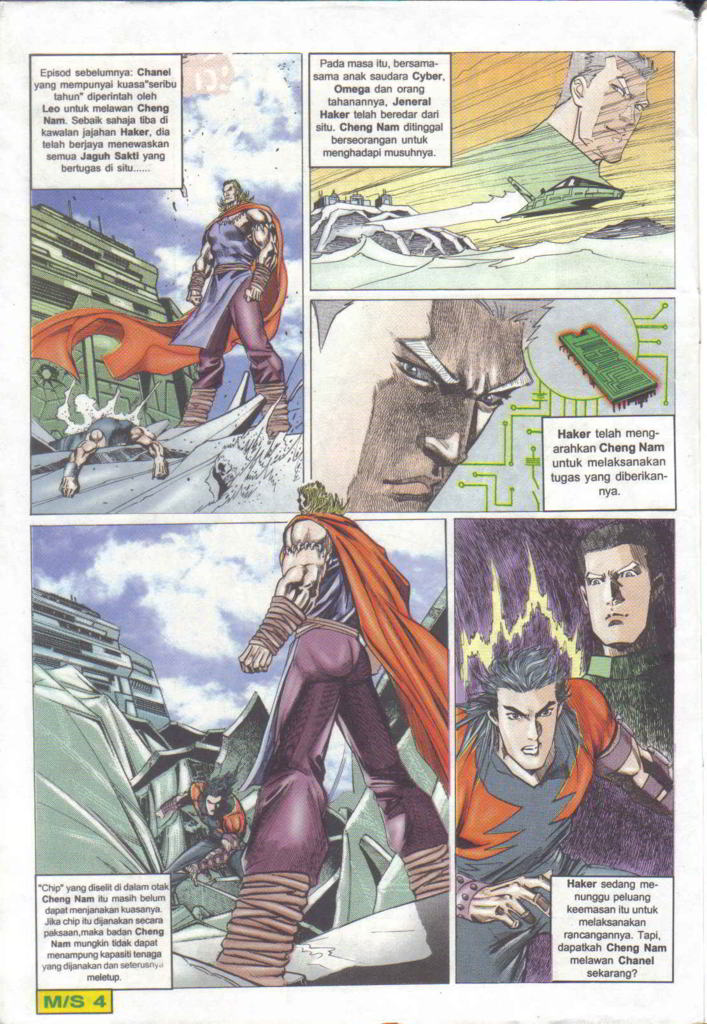 Episod sebelumnya: Chanel
yang mempunyai kuasa"seribu
tahun" diperintah oleh
Leo untuk melawan Cheng
Nam. Sebaik sahaja tiba di
kawalan jajahan Haker, dia
telah berjaya menewaskan
semua Jaguh Sakti yang
bertugas di situ......
Pada masa itu, bersama-
sama anak saudara Cyber,
Omega dan orang
tahanannya, Jeneral
Haker telah beredar dari
situ. Cheng Nam ditinggal
berseorangan untuk
menghadapi musuhnya.
Haker telah meng-
arahkan Cheng Nam
untuk melaksanakan
tugas yang diberikan-
nya.
"Chip" yang diselit di dalam otak
Cheng Nam itu masih belum
dapat menjanakan kuasanya.
Jika chip itu dijanakan secara
paksaan,maka badan Cheng
Nam mungkin tidak dapat
menampung kapasiti tenaga
yang dijanakan dan seterusnya
meletup.
Haker sedang me-
nunggu peluang
keemasan itu untuk
melaksanakan
rancangannya. Tapi,
dapatkah Cheng Nam
melawan Chanel
sekarang?
M/S 4